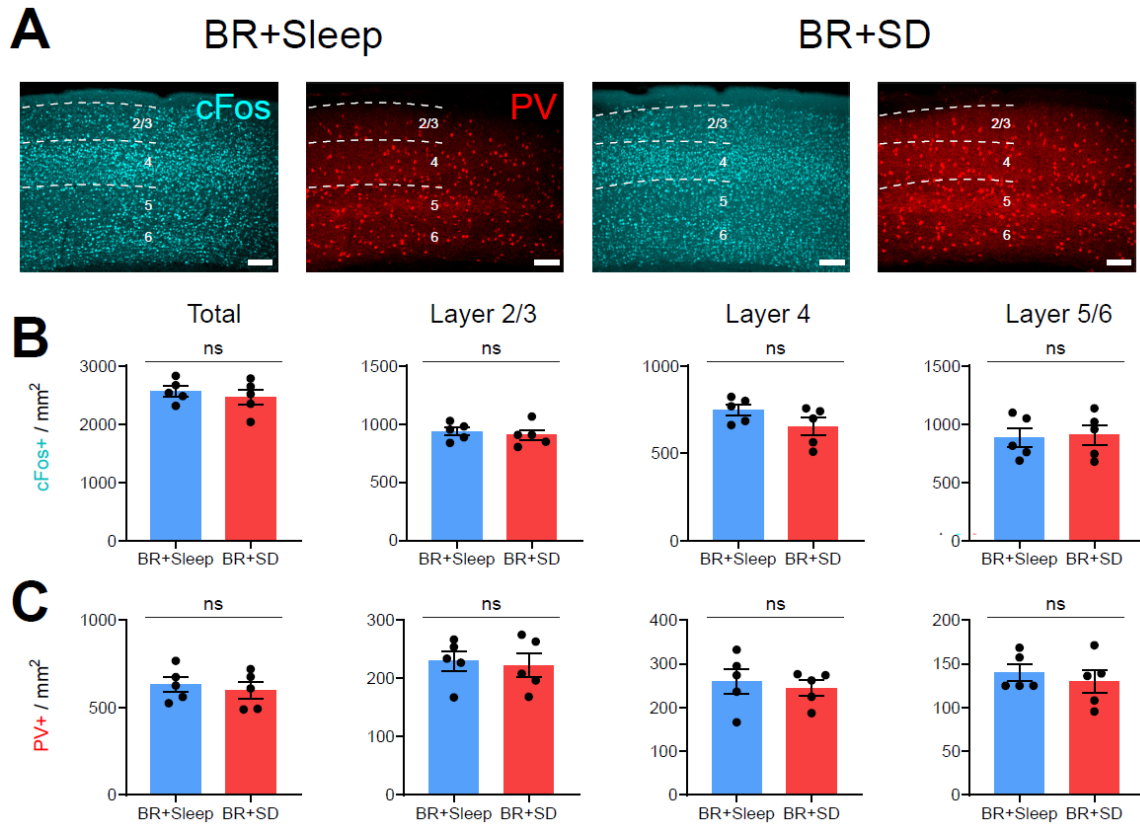 A
BR+Sleep
BR+SD
cFos
2/3
4
5
6
PV
2/3
4
5
6
2/3
4
5
6
2/3
4
5
6
B
Total
Layer 2/3
Layer 4
Layer 5/6
cFos+ / mm²
3000
2000
1000
0
ns
BR+Sleep
BR+SD
1500
1000
500
0
ns
BR+Sleep
BR+SD
1000
500
0
ns
BR+Sleep
BR+SD
1500
1000
500
0
ns
BR+Sleep
BR+SD
C
PV+ / mm²
1000
500
0
ns
BR+Sleep
BR+SD
300
200
100
0
ns
BR+Sleep
BR+SD
400
300
200
100
0
ns
BR+Sleep
BR+SD
200
150
100
50
0
ns
BR+Sleep
BR+SD